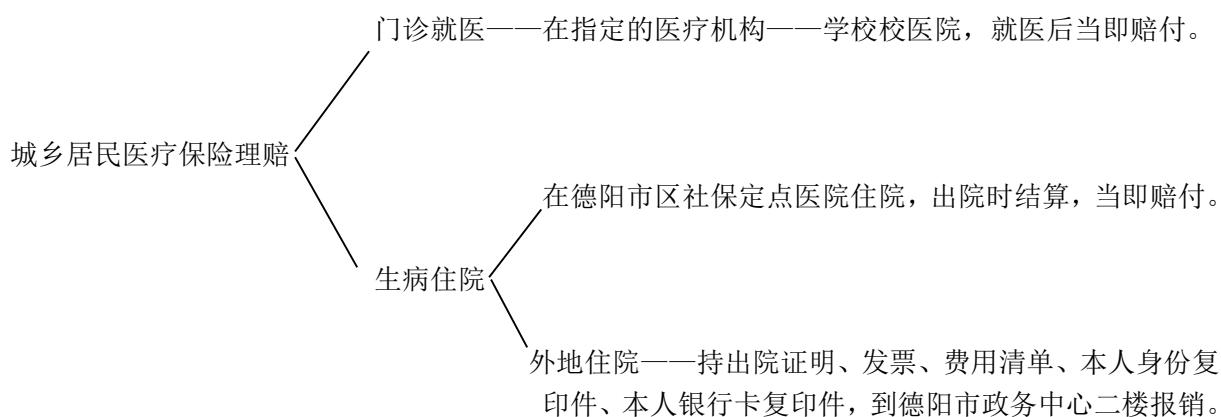 门诊就医——在指定的医疗机构——学校校医院，就医后当即赔付。
城乡居民医疗保险理赔
在德阳市区社保定点医院住院，出院时结算，当即赔付。
生病住院
外地住院——持出院证明、发票、费用清单、本人身份复
印件、本人银行卡复印件，到德阳市政务中心二楼报销。